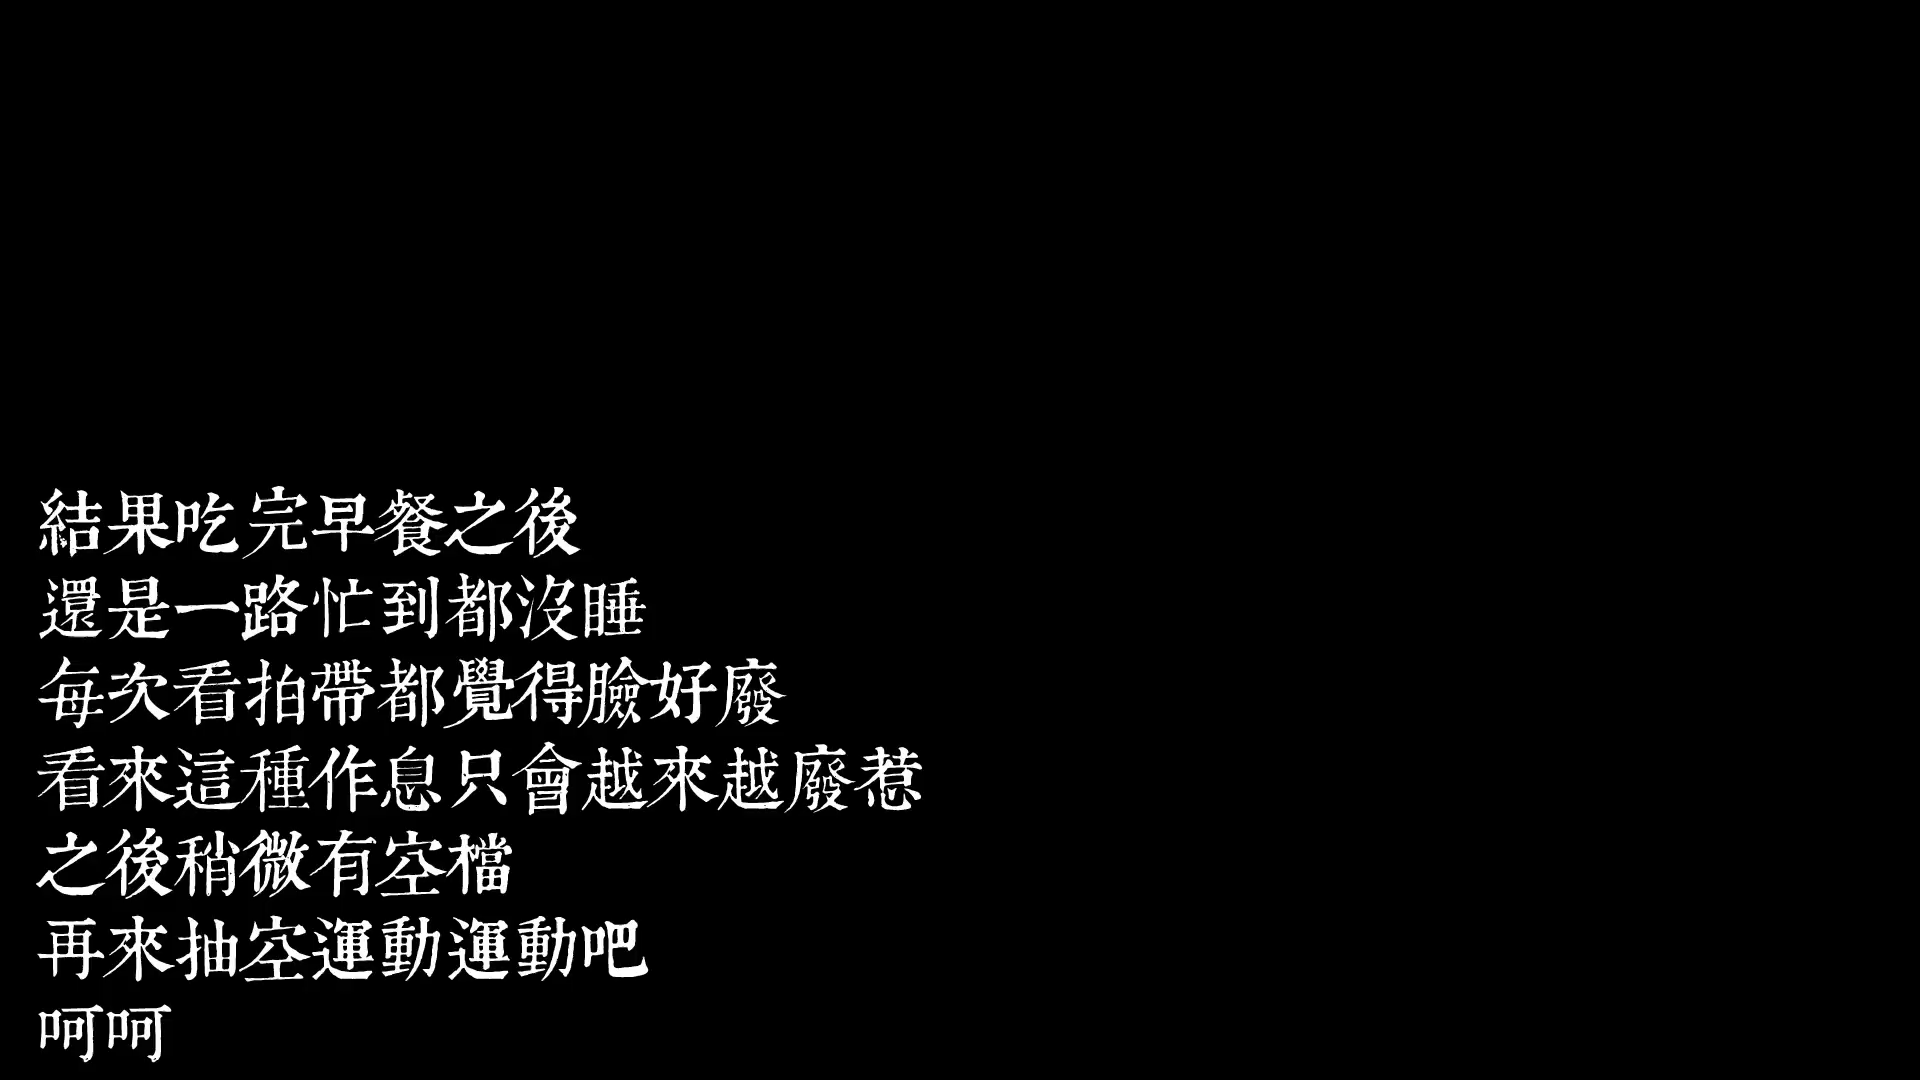 結果吃完早餐之後
還是一路忙到都沒睡
每次看拍帶都覺得臉好廢
看來這種作息只會越來越廢惹
之後稍微有空檔
再來抽空運動運動吧
呵呵